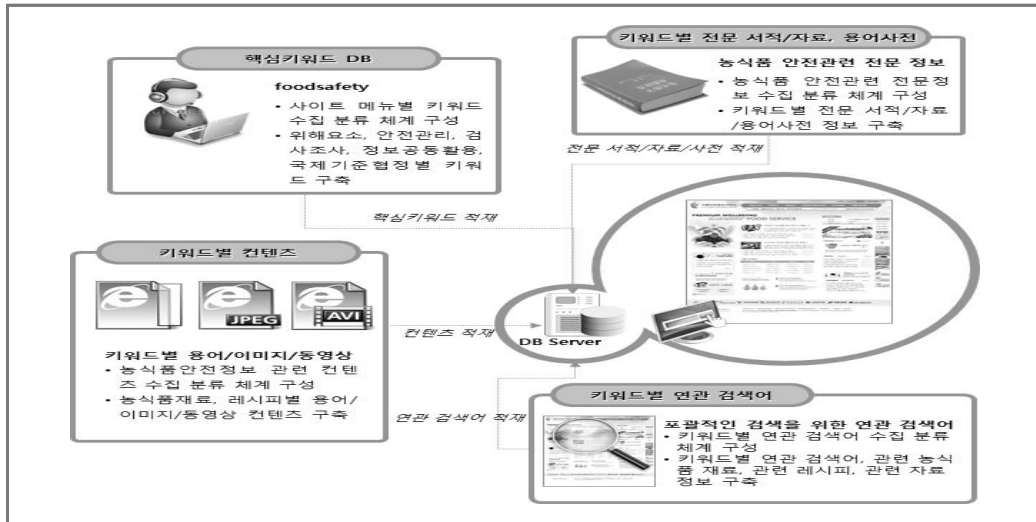 핵심키워드 DB
foodsafety
• 사이트 메뉴별 키워드
수집 분류 체계 구성
• 위해요소, 안전관리, 검
사조사, 정보공동활용,
국제기준협정별 키워
드 구축
키워드별 전문 서적/자료, 용어사전
농식품 안전관련 전문 정보
• 농식품 안전관련 전문정
보 수집 분류 체계 구성
• 키워드별 전문 서적/자료
/용어사전 정보 구축
전문 서적/자료/사전 적재
핵심키워드 적재
키워드별 컨텐츠
JPEG
AVI
키워드별 용어/이미지/동영상
• 농식품안전정보 관련 컨텐
츠 수집 분류 체계 구성
• 농식품재료, 레시피별 용어/
이미지/동영상 컨텐츠 구축
컨텐츠 적재
DB Server
PREMIUM WELLBEING
FOOD SERVICE
연관 검색어 적재
키워드별 연관 검색어
포괄적인 검색을 위한 연관 검색어
• 키워드별 연관 검색어 수집 분류
체계 구성
• 키워드별 연관 검색어, 관련 농식
품 재료, 관련 레시피, 관련 자료
정보 구축